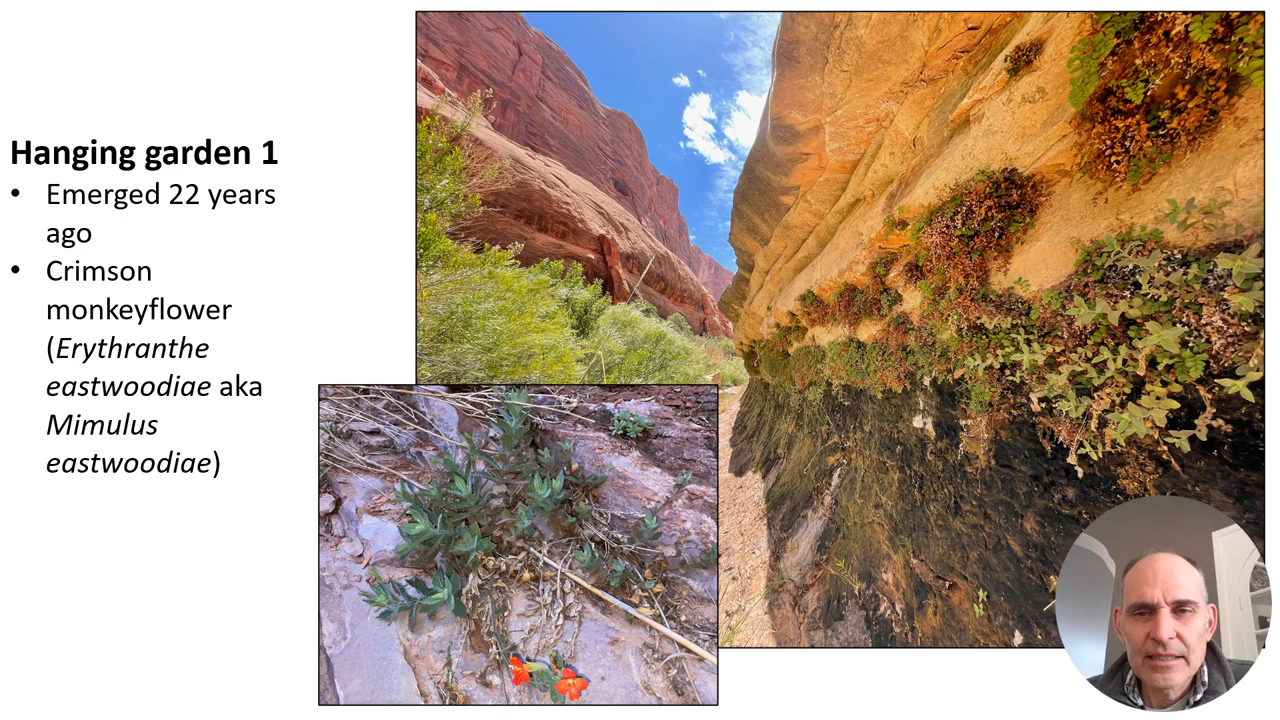 Hanging garden 1
• Emerged 22 years
ago
• Crimson
monkeyflower
(Erythranthe
eastwoodiae aka
Mimulus
eastwoodiae)